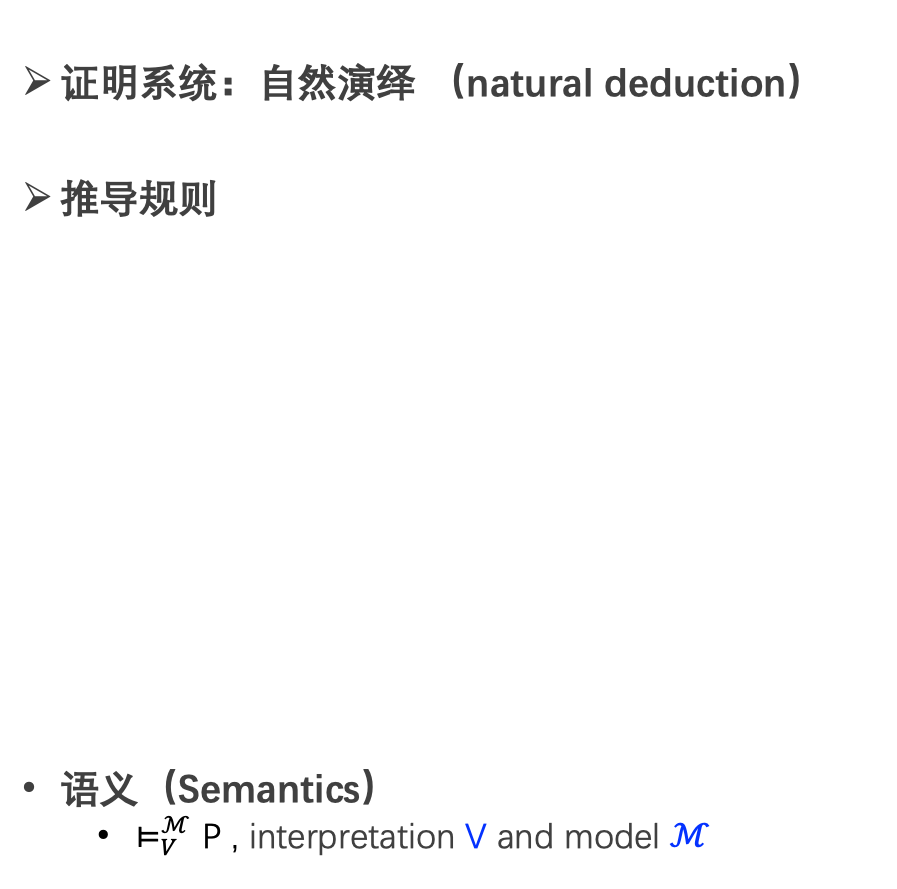 ➢ 证明系统：自然演绎 （natural deduction）
➢ 推导规则
• 语义（Semantics）
• ⊨_V^ℳ P , interpretation V and model ℳ